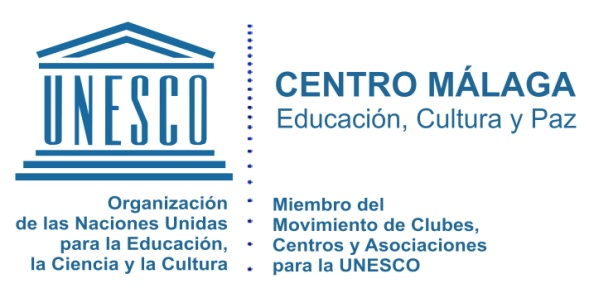 UNESCO
Organización
de las Naciones Unidas
para la Educación,
la Ciencia y la Cultura
CENTRO MÁLAGA
Educación, Cultura y Paz
Miembro del
Movimiento de Clubes,
Centros y Asociaciones
para la UNESCO